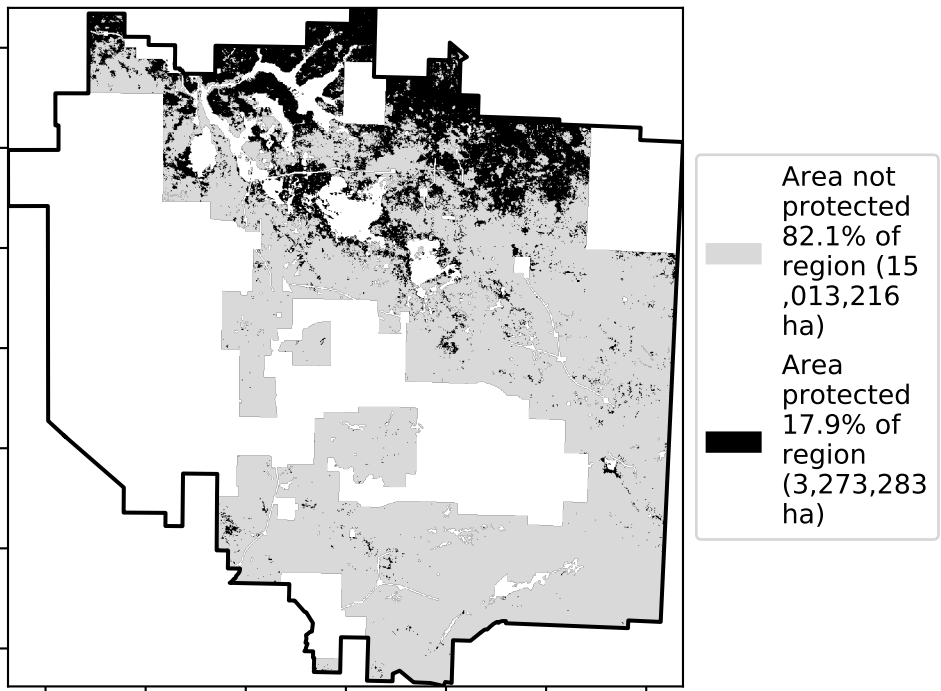 Area not
protected
82.1% of
region (15
,013,216
ha)
Area
protected
17.9% of
region
(3,273,283
ha)